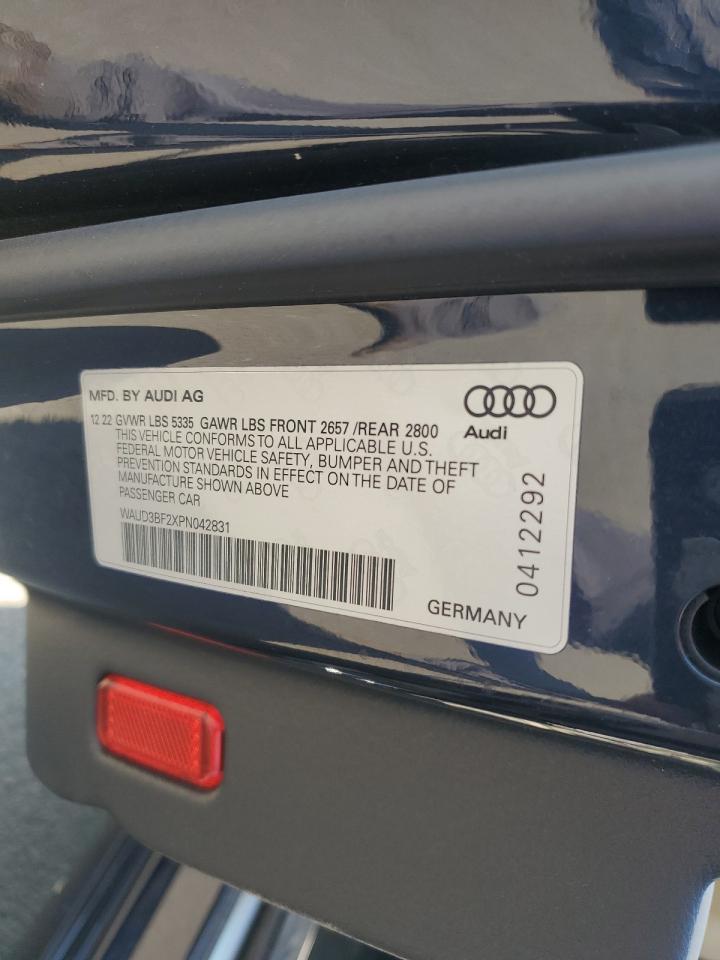 MFD. BY AUDI AG
Audi
12 22 GVWR LBS 5335 GAWR LBS FRONT 2657 /REAR 2800
THIS VEHICLE CONFORMS TO ALL APPLICABLE U.S.
FEDERAL MOTOR VEHICLE SAFETY, BUMPER AND THEFT
PREVENTION STANDARDS IN EFFECT ON THE DATE OF
MANUFACTURE SHOWN ABOVE
PASSENGER CAR
WAUD3BF2XPN042831
0412292
GERMANY